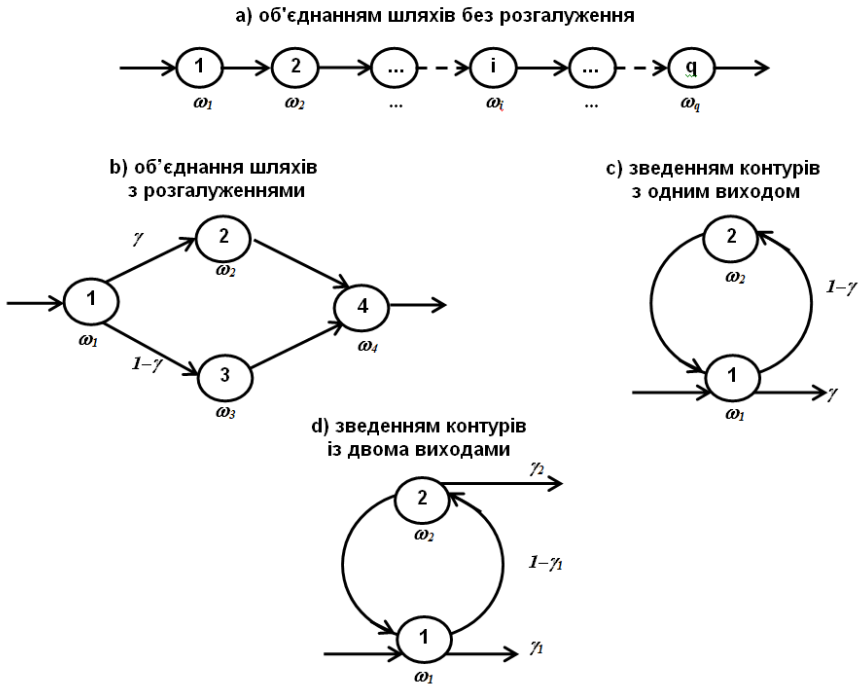 a) об'єднанням шляхів без розгалуження
1 2 ... i ... q
ω1 ω2 ... ωi ... ωq
b) об'єднання шляхів
з розгалуженнями
γ
2
ω2
1
ω1
4
ω4
1–γ
3
ω3
c) зведенням контурів
з одним виходом
2
ω2
1–γ
1
γ
ω1
d) зведенням контурів
із двома виходами
γ2
2
ω2
1–γ1
1
γ1
ω1